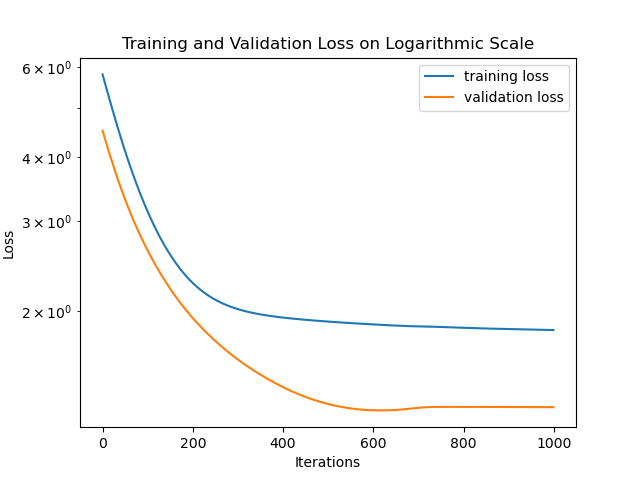 Training and Validation Loss on Logarithmic Scale
training loss
validation loss
6 × 10⁰
4 × 10⁰
3 × 10⁰
2 × 10⁰
Loss
0 200 400 600 800 1000
Iterations